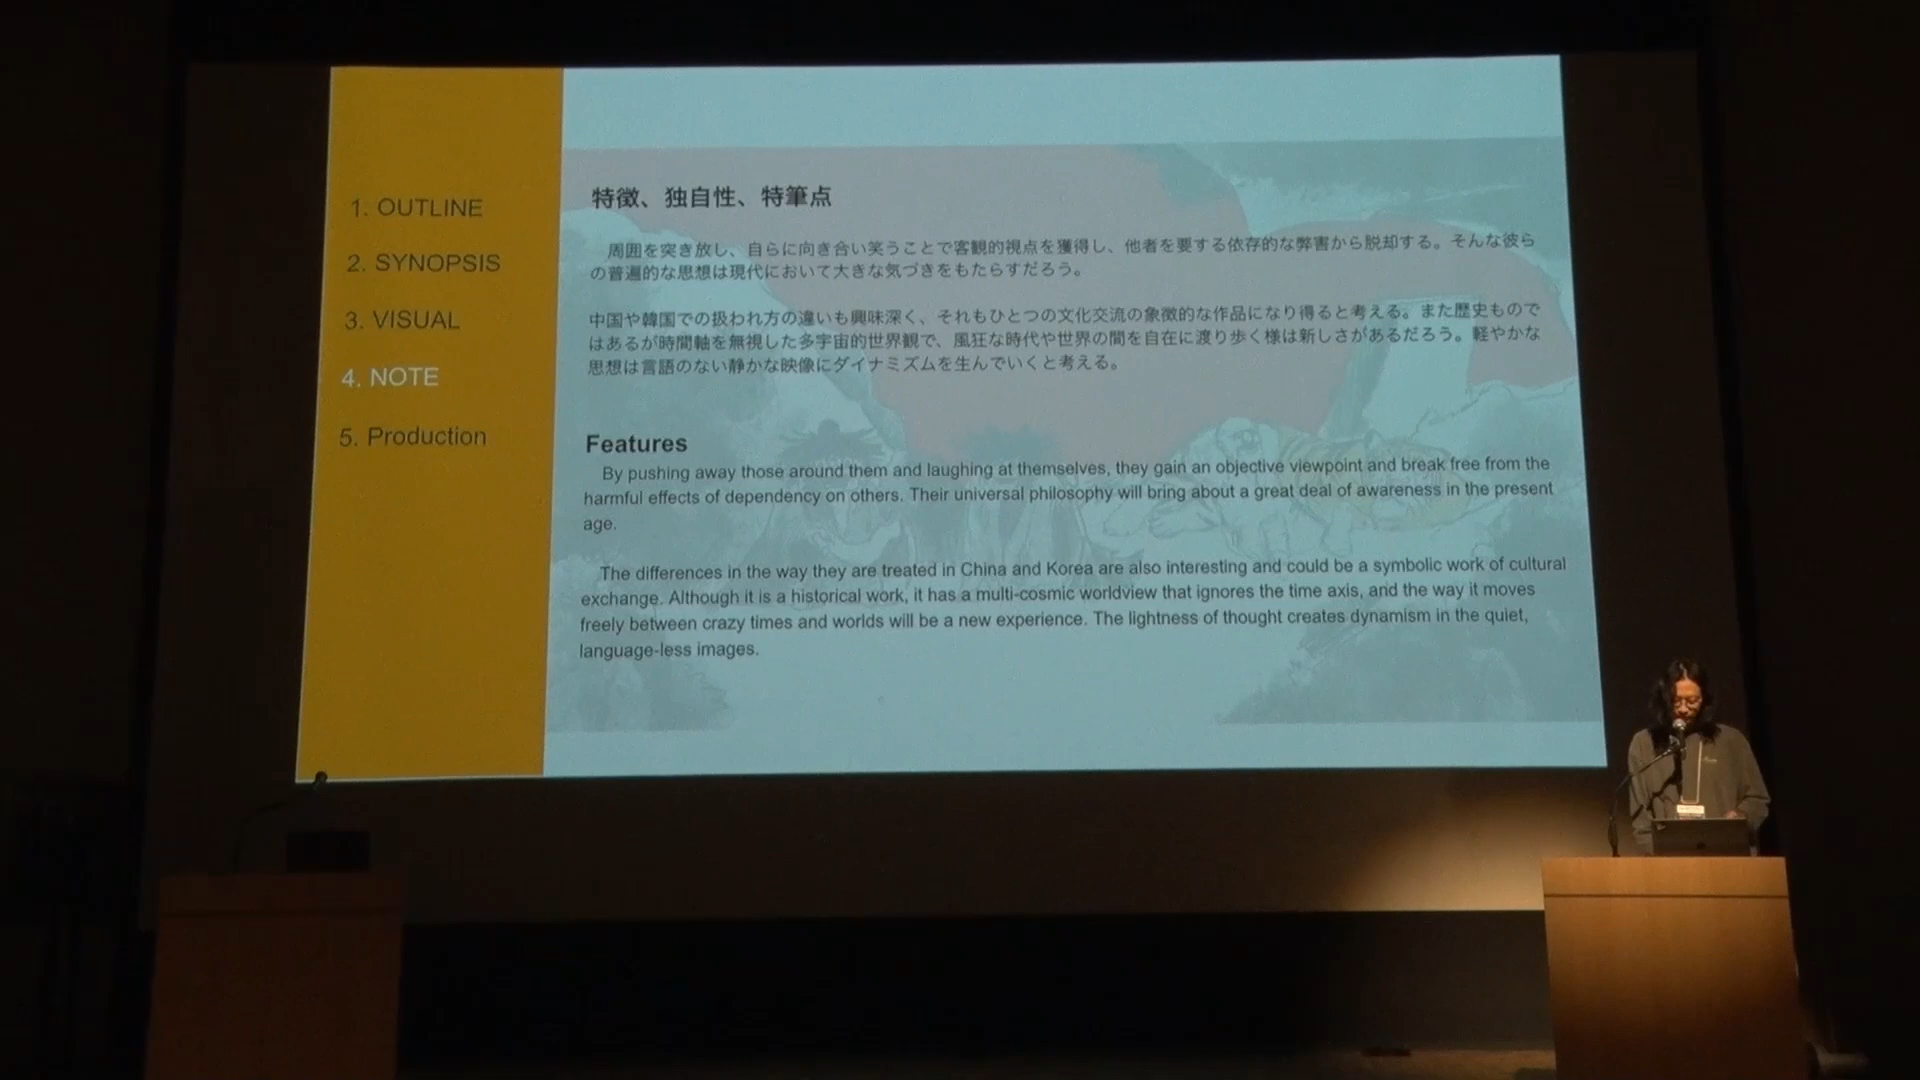 1. OUTLINE
2. SYNOPSIS
3. VISUAL
4. NOTE
5. Production
特徴、独自性、特筆点
周囲を突き放し、自らに向き合い笑うことで客観的視点を獲得し、他者を要する依存的な弊害から脱却する。そんな彼ら
の普遍的な思想は現代において大きな気づきをもたらすだろう。
中国や韓国での扱われ方の違いも興味深く、それもひとつの文化交流の象徴的な作品になり得ると考える。また歴史もので
はあるが時間軸を無視した多宇宙的世界観で、風狂な時代や世界の間を自在に渡り歩く様は新しさがあるだろう。軽やかな
思想は言語のない静かな映像にダイナミズムを生んでいくと考える。
Features
By pushing away those around them and laughing at themselves, they gain an objective viewpoint and break free from the
harmful effects of dependency on others. Their universal philosophy will bring about a great deal of awareness in the present
age.
The differences in the way they are treated in China and Korea are also interesting and could be a symbolic work of cultural
exchange. Although it is a historical work, it has a multi-cosmic worldview that ignores the time axis, and the way it moves
freely between crazy times and worlds will be a new experience. The lightness of thought creates dynamism in the quiet,
language-less images.